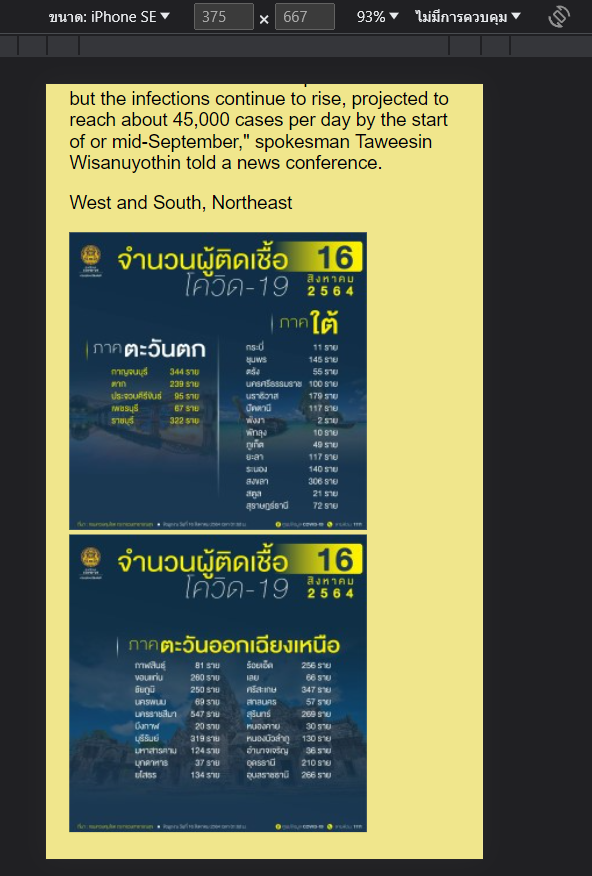 ขนาด: iPhone SE ▼ 375 × 667 93% ▼ ไม่มีการควบคุม ▼
but the infections continue to rise, projected to
reach about 45,000 cases per day by the start
of or mid-September," spokesman Taweesin
Wisanuyothin told a news conference.
West and South, Northeast
จำนวนผู้ติดเชื้อ 16
โควิด-19 สิงหาคม
2564
ภาคตะวันตก
กาญจนบุรี 344 ราย
ตาก 239 ราย
ประจวบคีรีขันธ์ 95 ราย
เพชรบุรี 67 ราย
ราชบุรี 322 ราย
ภาคใต้
กระบี่ 11 ราย
ชุมพร 145 ราย
ตรัง 55 ราย
นครศรีธรรมราช 100 ราย
นราธิวาส 179 ราย
ปัตตานี 117 ราย
พังงา 2 ราย
พัทลุง 10 ราย
ภูเก็ต 49 ราย
ยะลา 117 ราย
ระนอง 140 ราย
สงขลา 306 ราย
สตูล 21 ราย
สุราษฎร์ธานี 72 ราย
จำนวนผู้ติดเชื้อ 16
โควิด-19 สิงหาคม
2564
ภาคตะวันออกเฉียงเหนือ
กาฬสินธุ์ 81 ราย ร้อยเอ็ด 256 ราย
ขอนแก่น 260 ราย เลย 66 ราย
ชัยภูมิ 250 ราย ศรีสะเกษ 347 ราย
นครพนม 69 ราย สกลนคร 57 ราย
นครราชสีมา 547 ราย สุรินทร์ 269 ราย
บึงกาฬ 20 ราย หนองคาย 30 ราย
บุรีรัมย์ 319 ราย หนองบัวลำภู 130 ราย
มหาสารคาม 124 ราย อำนาจเจริญ 36 ราย
มุกดาหาร 37 ราย อุดรธานี 210 ราย
ยโสธร 134 ราย อุบลราชธานี 266 ราย